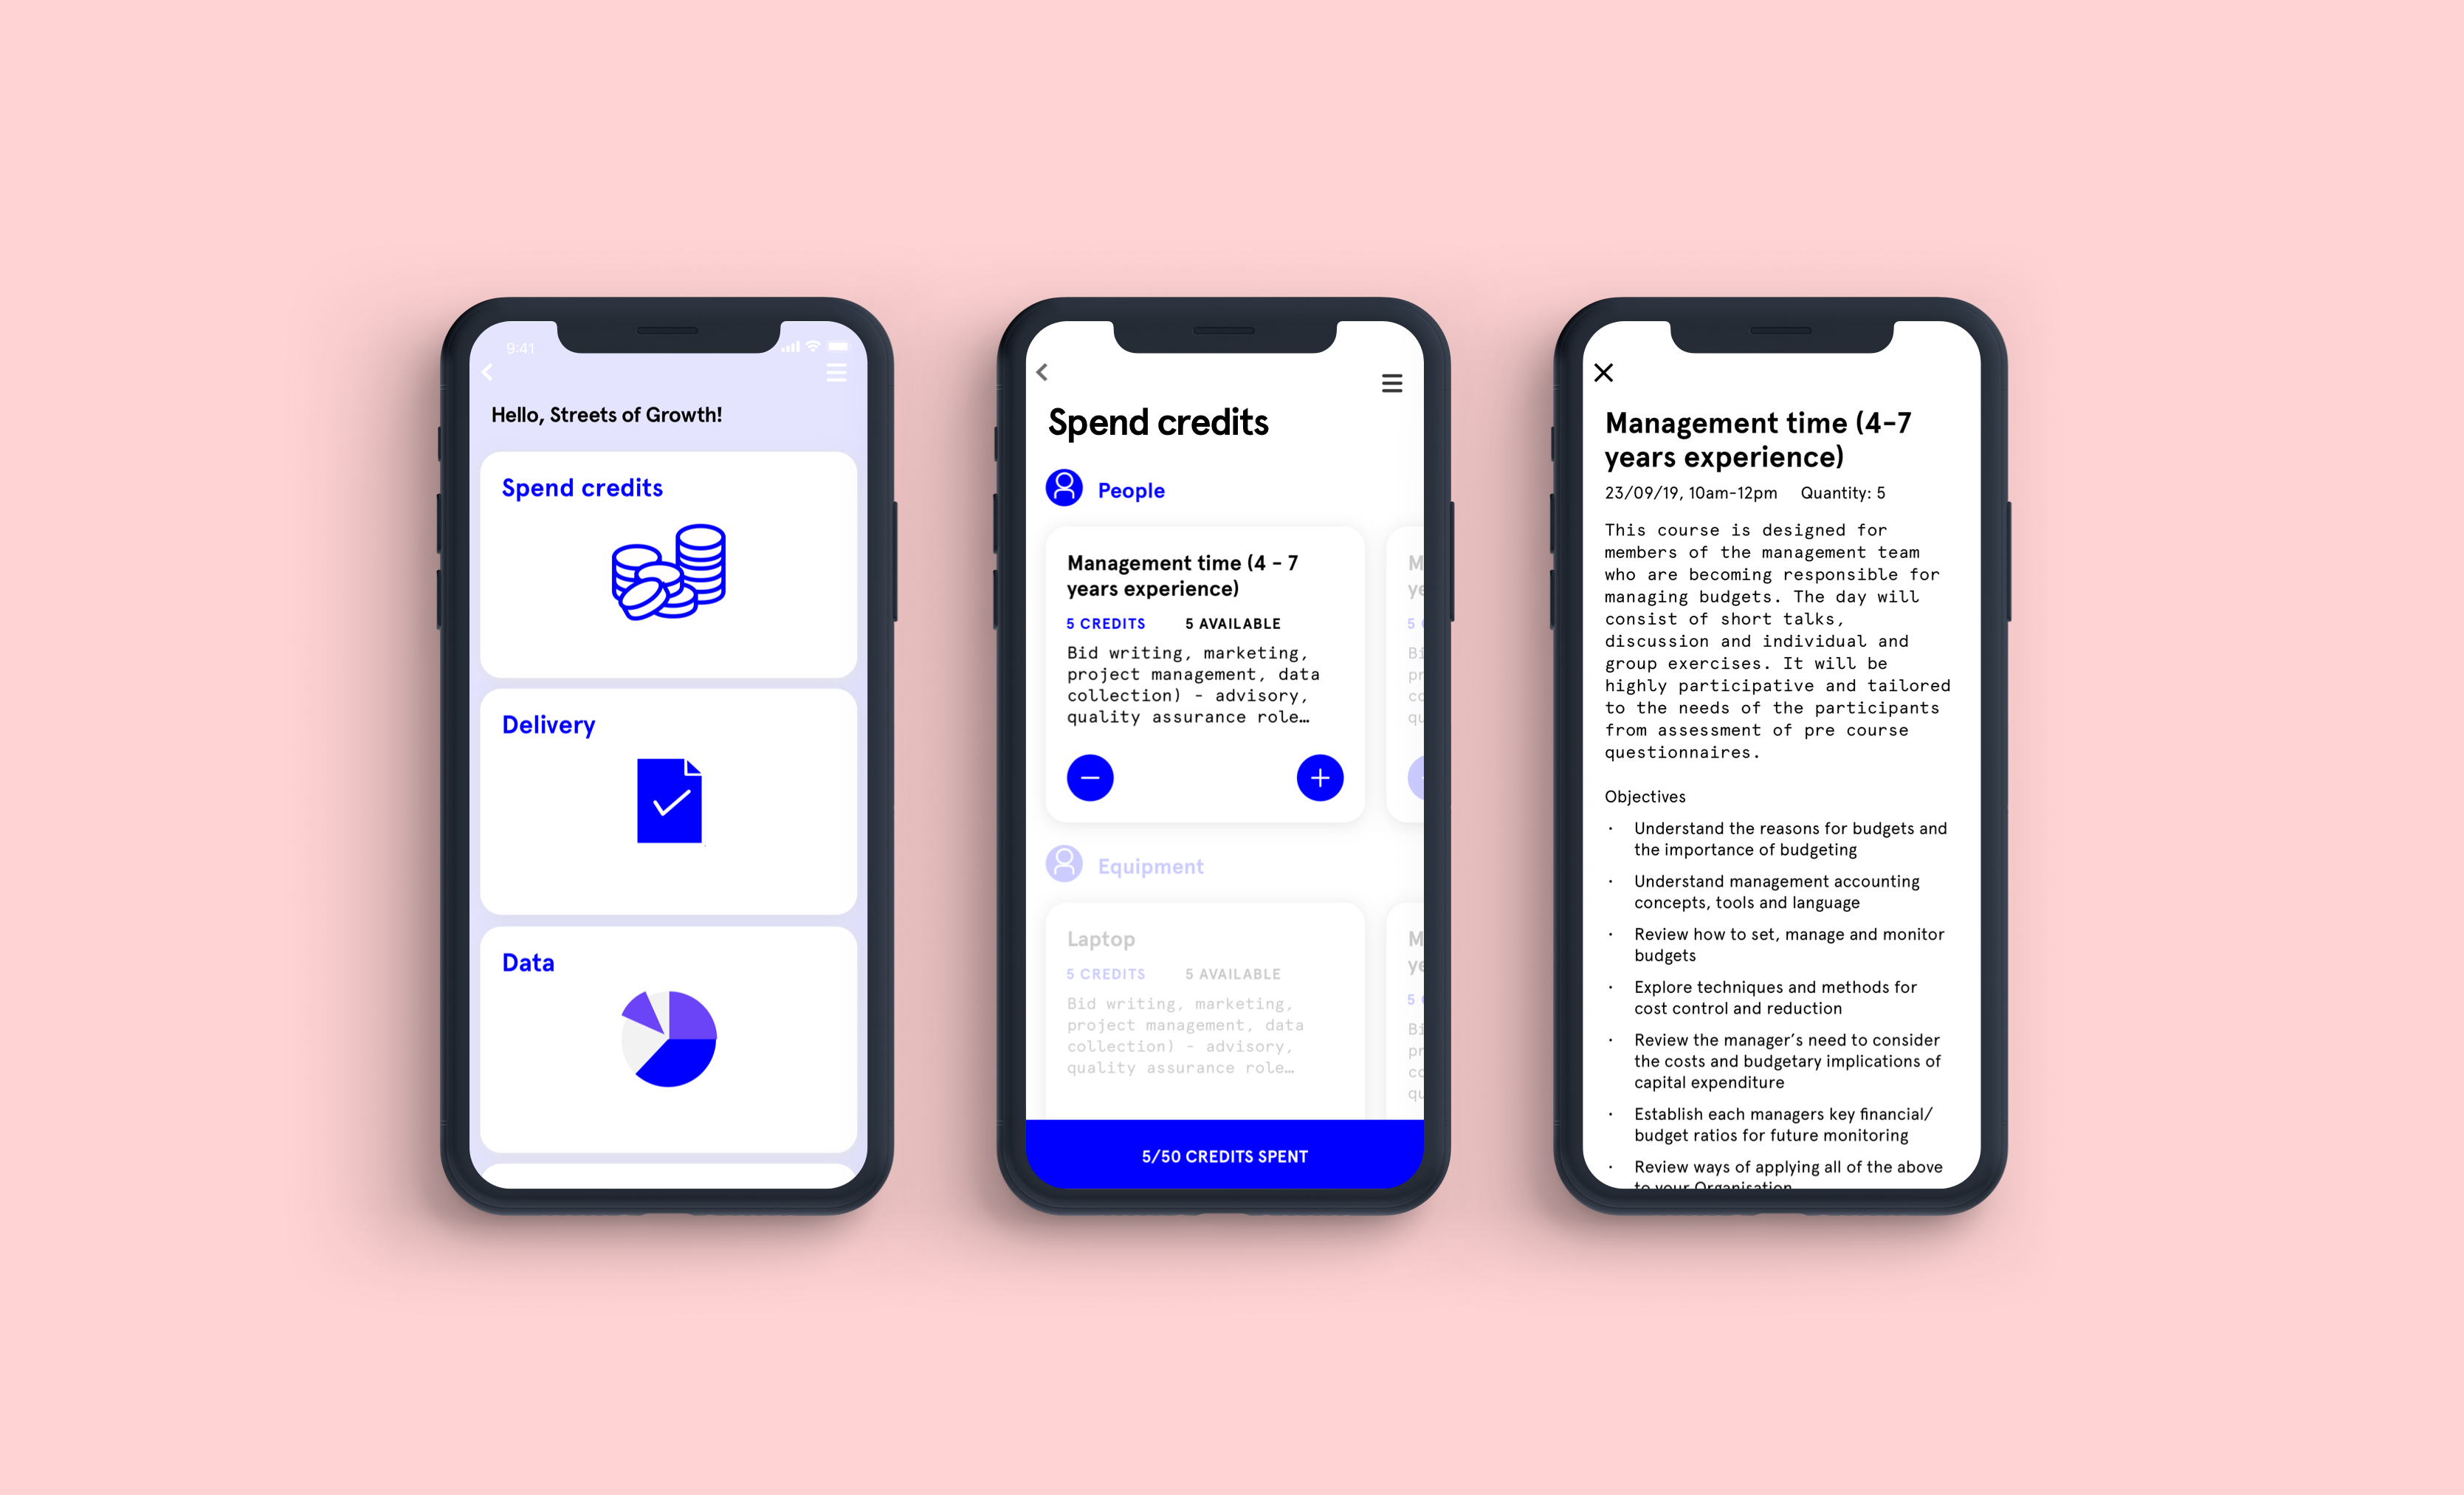 9:41
Hello, Streets of Growth!
Spend credits
Delivery
Data
Spend credits
People
Management time (4 - 7
years experience)
5 CREDITS 5 AVAILABLE
Bid writing, marketing,
project management, data
collection) - advisory,
quality assurance role…
Equipment
Laptop
5 CREDITS 5 AVAILABLE
Bid writing, marketing,
project management, data
collection) - advisory,
quality assurance role…
5/50 CREDITS SPENT
Management time (4-7
years experience)
23/09/19, 10am-12pm Quantity: 5
This course is designed for
members of the management team
who are becoming responsible for
managing budgets. The day will
consist of short talks,
discussion and individual and
group exercises. It will be
highly participative and tailored
to the needs of the participants
from assessment of pre course
questionnaires.
Objectives
· Understand the reasons for budgets and
the importance of budgeting
· Understand management accounting
concepts, tools and language
· Review how to set, manage and monitor
budgets
· Explore techniques and methods for
cost control and reduction
· Review the manager’s need to consider
the costs and budgetary implications of
capital expenditure
· Establish each managers key financial/
budget ratios for future monitoring
· Review ways of applying all of the above
to your Organisation